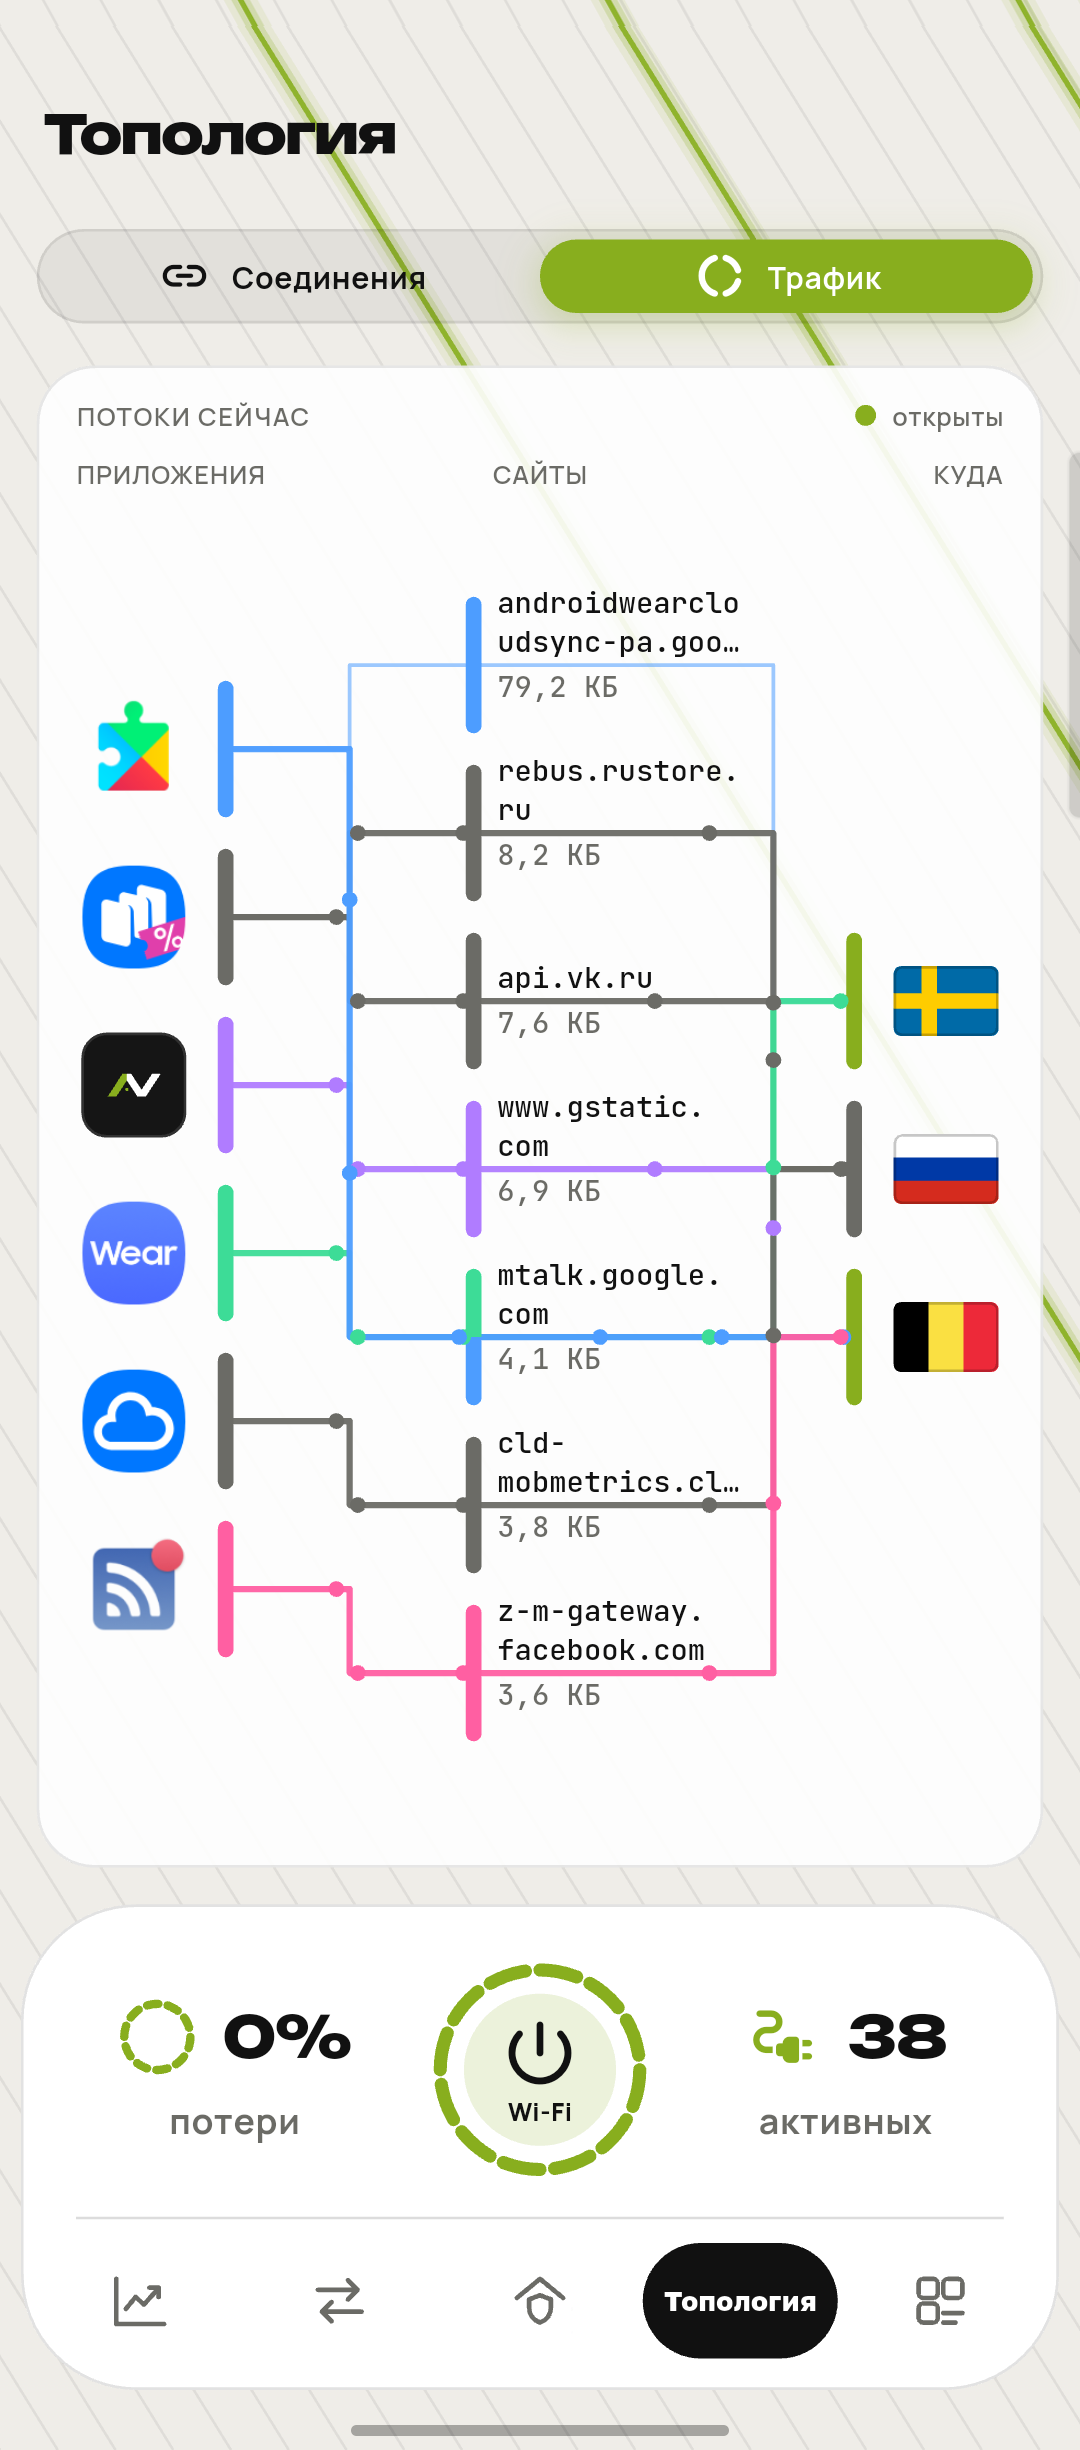 Топология
Соединения
Трафик
ПОТОКИ СЕЙЧАС
открыты
ПРИЛОЖЕНИЯ
САЙТЫ
КУДА
androidwearclo
udsync-pa.goo…
79,2 КБ
rebus.rustore.
ru
8,2 КБ
%
api.vk.ru
7,6 КБ
www.gstatic.
com
6,9 КБ
Wear
mtalk.google.
com
4,1 КБ
cld-
mobmetrics.cl…
3,8 КБ
z-m-gateway.
facebook.com
3,6 КБ
0%
потери
Wi-Fi
38
активных
Топология